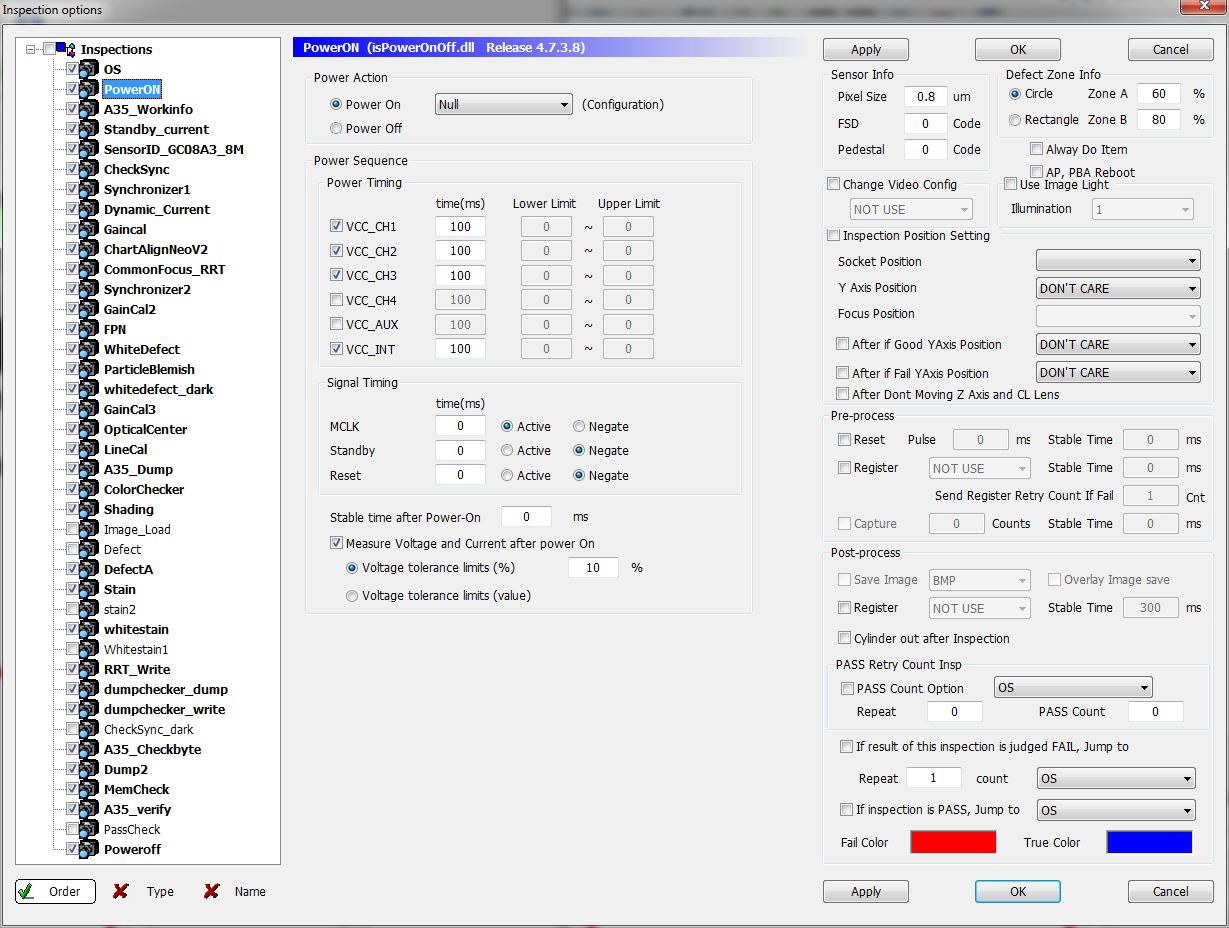 Inspection options
Inspections
OS
PowerON
A35_Workinfo
Standby_current
SensorID_GC08A3_8M
CheckSync
Synchronizer1
Dynamic_Current
Gaincal
ChartAlignNeoV2
CommonFocus_RRT
Synchronizer2
GainCal2
FPN
WhiteDefect
ParticleBlemish
whitedefect_dark
GainCal3
OpticalCenter
LineCal
A35_Dump
ColorChecker
Shading
Image_Load
Defect
DefectA
Stain
stain2
whitestain
Whitestain1
RRT_Write
dumpchecker_dump
dumpchecker_write
CheckSync_dark
A35_Checkbyte
Dump2
MemCheck
A35_verify
PassCheck
Poweroff
Order Type Name
PowerON (isPowerOnOff.dll Release 4.7.3.8)
Power Action
Power On Null (Configuration)
Power Off
Power Sequence
Power Timing
time(ms) Lower Limit Upper Limit
VCC_CH1 100 0 ~ 0
VCC_CH2 100 0 ~ 0
VCC_CH3 100 0 ~ 0
VCC_CH4 100 0 ~ 0
VCC_AUX 100 0 ~ 0
VCC_INT 100 0 ~ 0
Signal Timing
time(ms)
MCLK 0 Active Negate
Standby 0 Active Negate
Reset 0 Active Negate
Stable time after Power-On 0 ms
Measure Voltage and Current after power On
Voltage tolerance limits (%) 10 %
Voltage tolerance limits (value)
Apply OK Cancel
Sensor Info
Pixel Size 0.8 um
FSD 0 Code
Pedestal 0 Code
Defect Zone Info
Circle Zone A 60 %
Rectangle Zone B 80 %
Alway Do Item
AP, PBA Reboot
Change Video Config
NOT USE
Use Image Light
Illumination 1
Inspection Position Setting
Socket Position
Y Axis Position DON'T CARE
Focus Position
After if Good YAxis Position DON'T CARE
After if Fail YAxis Position DON'T CARE
After Dont Moving Z Axis and CL Lens
Pre-process
Reset Pulse 0 ms Stable Time 0 ms
Register NOT USE Stable Time 0 ms
Send Register Retry Count If Fail 1 Cnt
Capture 0 Counts Stable Time 0 ms
Post-process
Save Image BMP Overlay Image save
Register NOT USE Stable Time 300 ms
Cylinder out after Inspection
PASS Retry Count Insp
PASS Count Option OS
Repeat 0 PASS Count 0
If result of this inspection is judged FAIL, Jump to
Repeat 1 count OS
If inspection is PASS, Jump to OS
Fail Color True Color
Apply OK Cancel